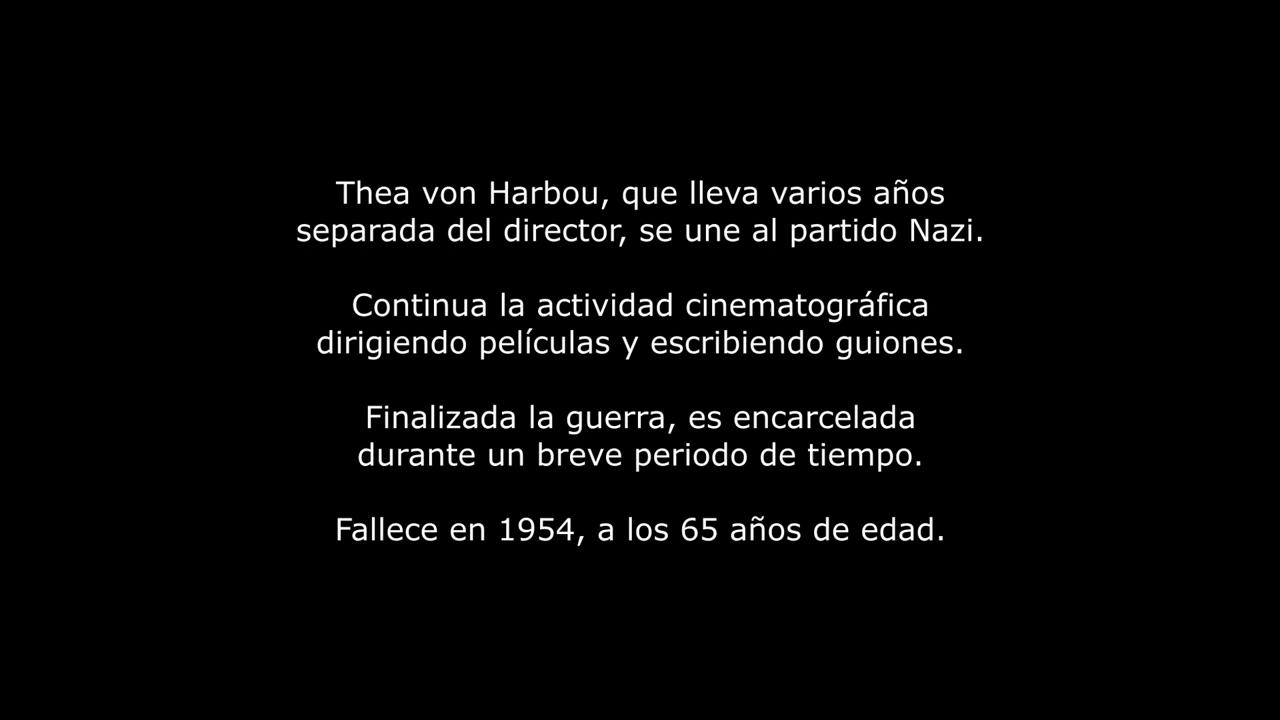 Thea von Harbou, que lleva varios años
separada del director, se une al partido Nazi.
Continua la actividad cinematográfica
dirigiendo películas y escribiendo guiones.
Finalizada la guerra, es encarcelada
durante un breve periodo de tiempo.
Fallece en 1954, a los 65 años de edad.